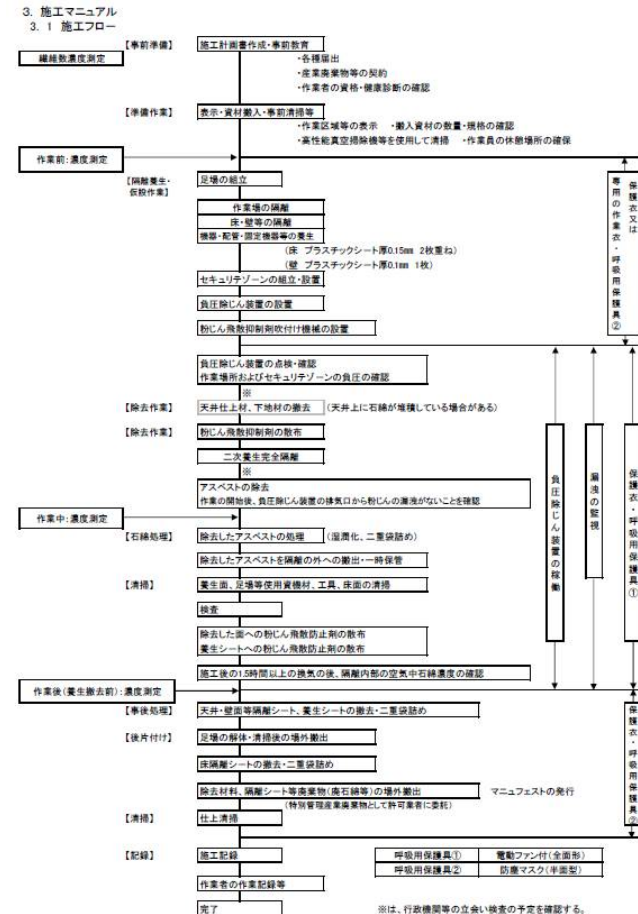 3. 施工マニュアル
3. 1 施工フロー
【事前準備】
施工計画書作成・事前教育
繊維数濃度測定
・各種届出
・産業廃棄物等の契約
・作業者の資格・健康診断の確認
【準備作業】
表示・資材搬入・事前清掃等
・作業区域等の表示 ・搬入資材の数量・規格の確認
・高性能真空掃除機等を使用して清掃 ・作業員の休憩場所の確保
作業前:濃度測定
【隔離養生・
仮設作業】
足場の組立
作業場の隔離
床・壁等の隔離
機器・配管・固定機器等の養生
(床 プラスチックシート厚0.15mm 2枚重ね)
(壁 プラスチックシート厚0.1mm 1枚)
セキュリテゾーンの組立・設置
負圧除じん装置の設置
粉じん飛散抑制剤吹付け機械の設置
保護衣又は
専用の作業衣・呼吸用保護具②
負圧除じん装置の点検・確認
作業場所およびセキュリテゾーンの負圧の確認
※
【除去作業】
天井仕上材、下地材の撤去
(天井上に石綿が堆積している場合がある)
【除去作業】
粉じん飛散抑制剤の散布
二次養生完全隔離
※
アスベストの除去
作業の開始後、負圧除じん装置の排気口から粉じんの漏洩がないことを確認
作業中:濃度測定
【石綿処理】
除去したアスベストの処理
(湿潤化、二重袋詰め)
除去したアスベストを隔離の外への搬出・一時保管
【清掃】
養生面、足場等使用資機材、工具、床面の清掃
検査
除去した面への粉じん飛散防止剤の散布
養生シートへの粉じん飛散防止剤の散布
施工後の1.5時間以上の換気の後、隔離内部の空気中石綿濃度の確認
負圧除じん装置の稼働
漏洩の監視
保護衣・呼吸用保護具①
作業後(養生撤去前):濃度測定
【事後処理】
天井・壁面等隔離シート、養生シートの撤去・二重袋詰め
【後片付け】
足場の解体・清掃後の場外搬出
床隔離シートの撤去・二重袋詰め
除去材料、隔離シート等廃棄物(廃石綿等)の場外搬出
マニュフェストの発行
(特別管理産業廃棄物として許可業者に委託)
【清掃】
仕上清掃
保護衣・呼吸用保護具②
【記録】
施工記録
呼吸用保護具① 電動ファン付(全面形)
呼吸用保護具② 防塵マスク(半面型)
作業者の作業記録等
完了
※は、行政機関等の立会い検査の予定を確認する。